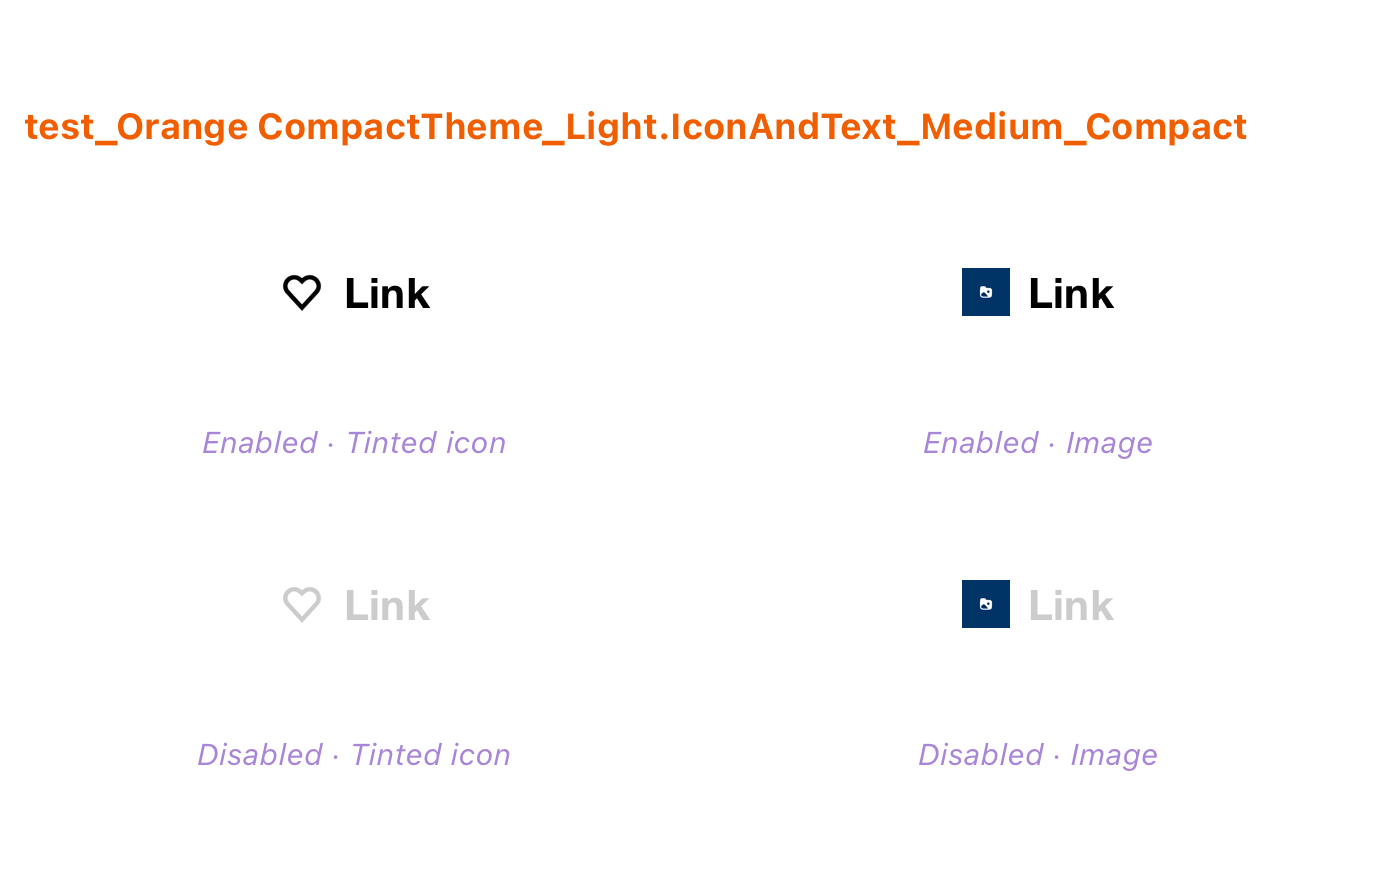 test_Orange CompactTheme_Light.IconAndText_Medium_Compact
Link
Link
Enabled · Tinted icon
Enabled · Image
Link
Link
Disabled · Tinted icon
Disabled · Image